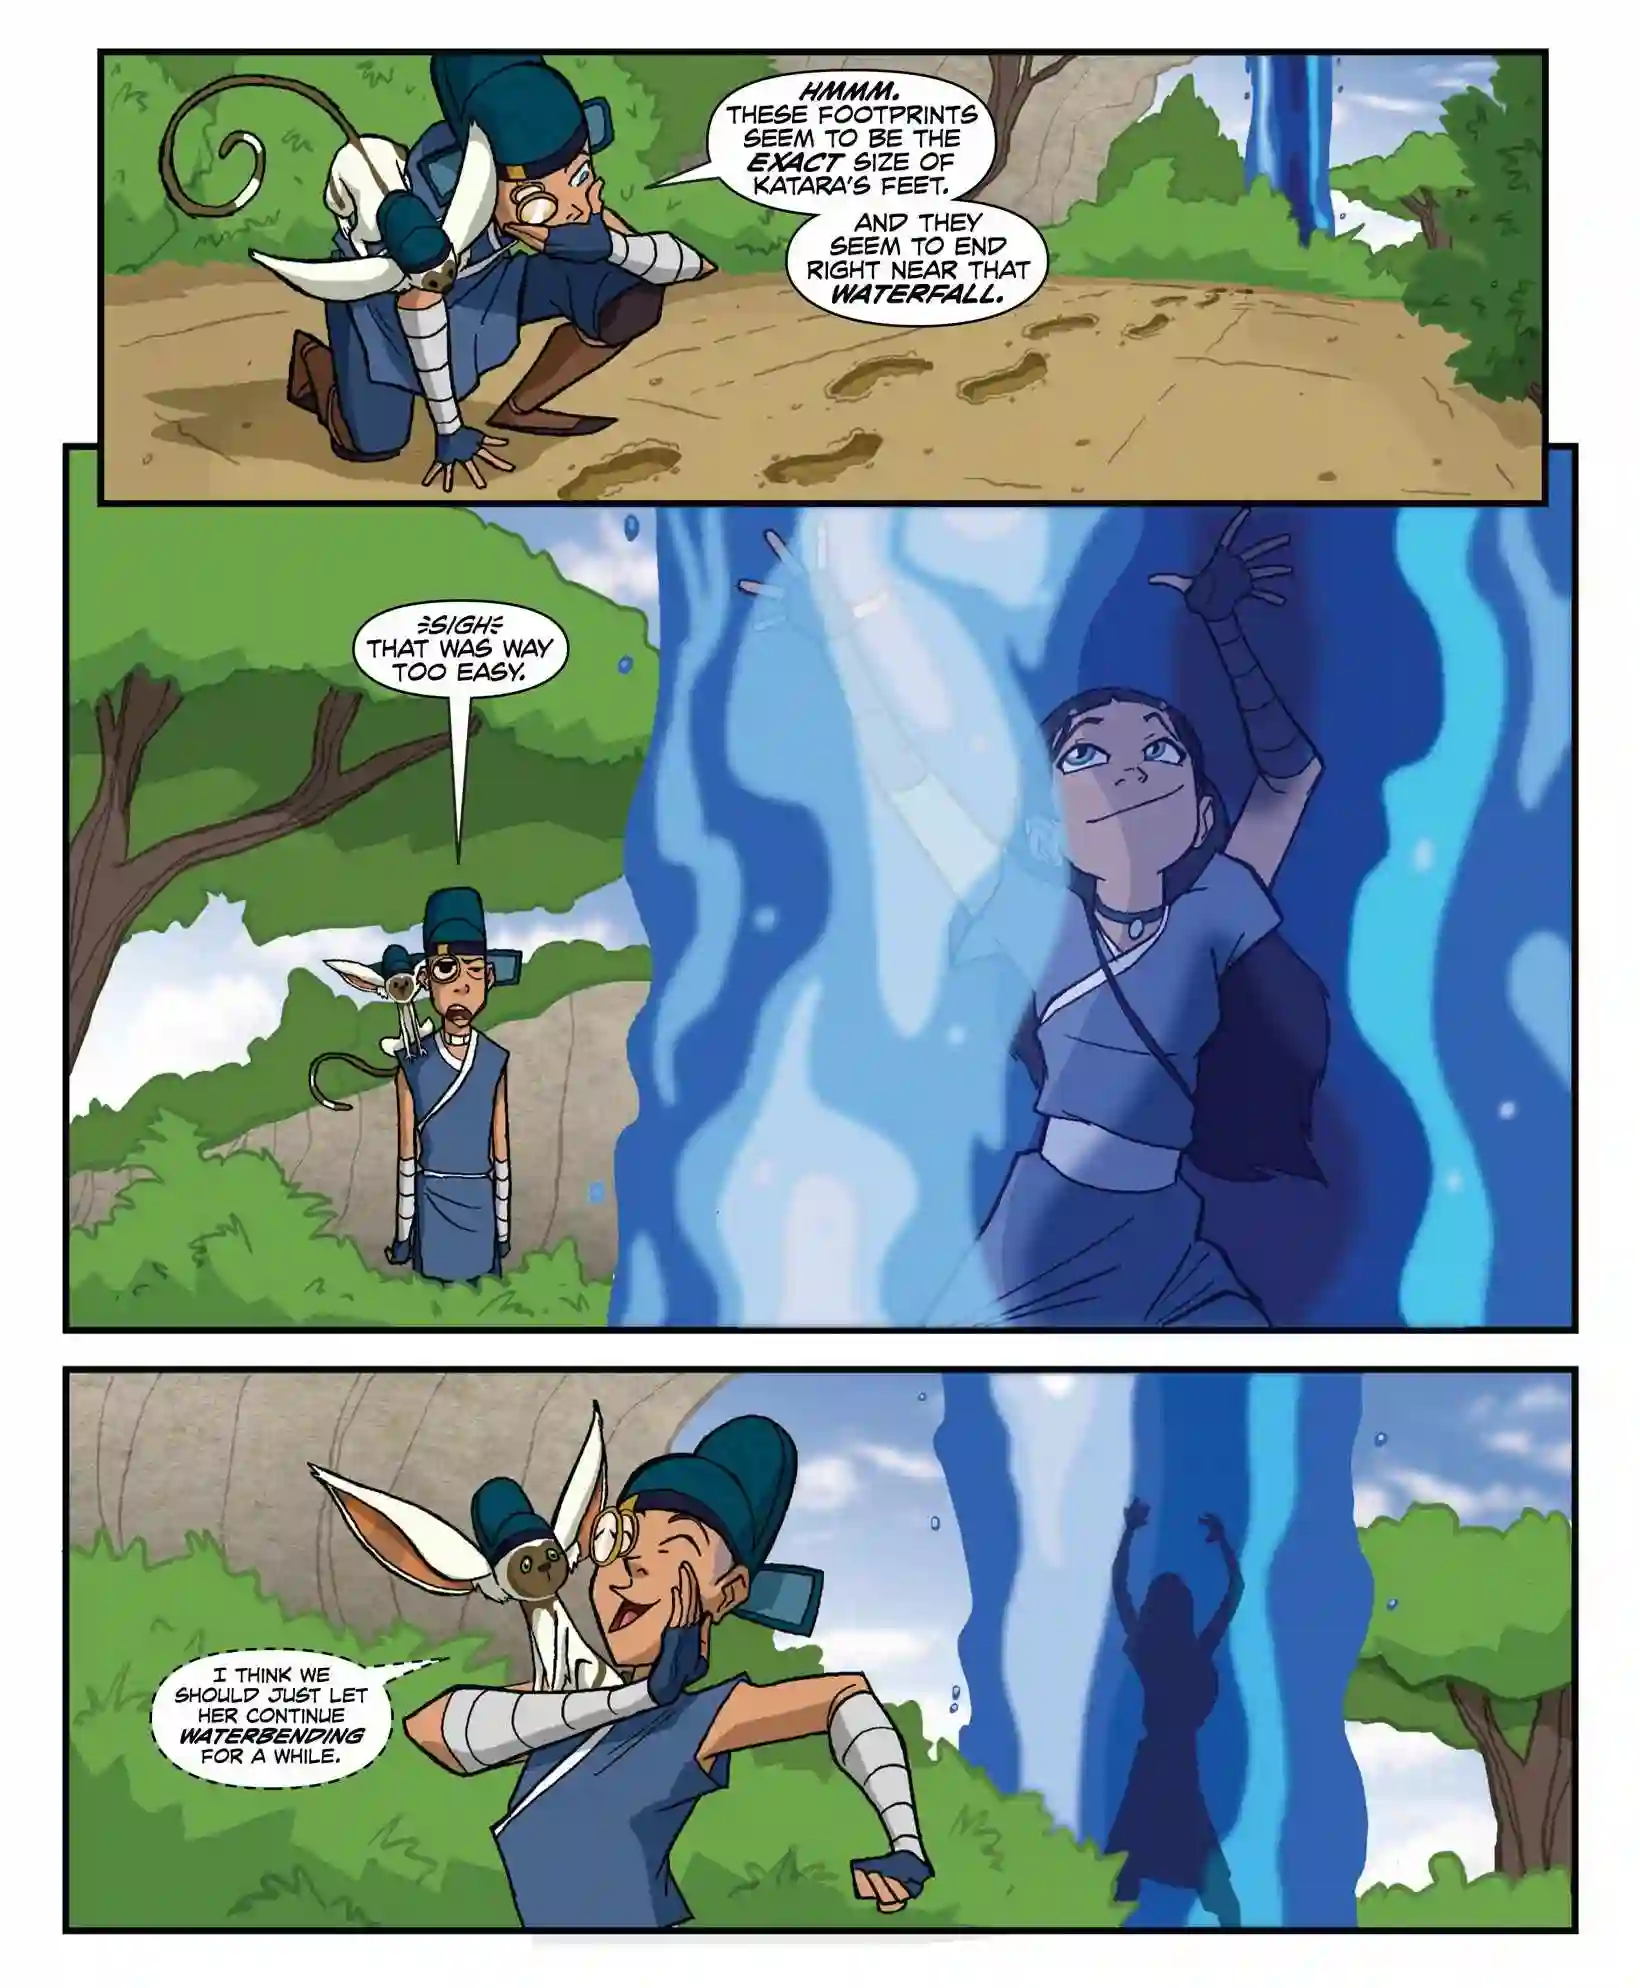 HMMM.
THESE FOOTPRINTS
SEEM TO BE THE
EXACT SIZE OF
KATARA'S FEET.
AND THEY
SEEM TO END
RIGHT NEAR THAT
WATERFALL.
SIGH
THAT WAS WAY
TOO EASY.
I THINK WE
SHOULD JUST LET
HER CONTINUE
WATERBENDING
FOR A WHILE.